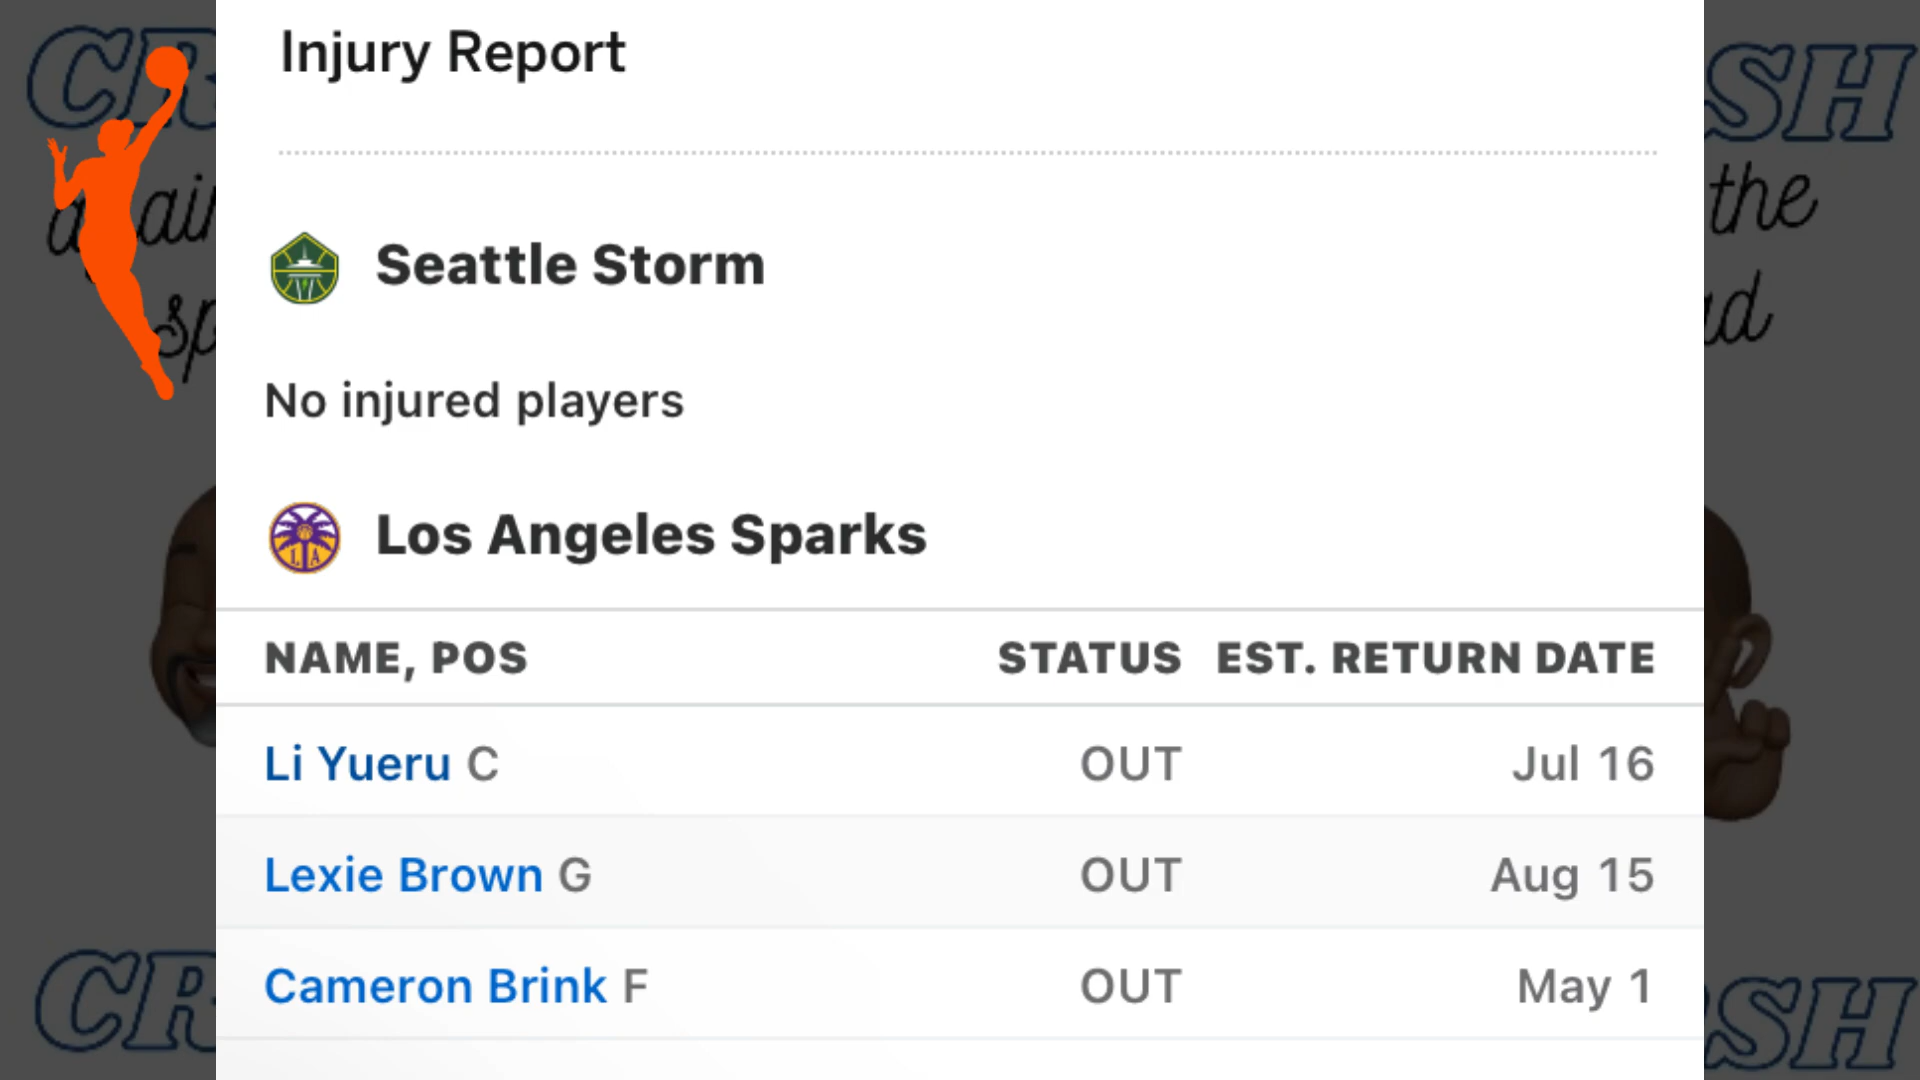 Injury Report
Seattle Storm
No injured players
Los Angeles Sparks
NAME, POS STATUS EST. RETURN DATE
Li Yueru C OUT Jul 16
Lexie Brown G OUT Aug 15
Cameron Brink F OUT May 1
the